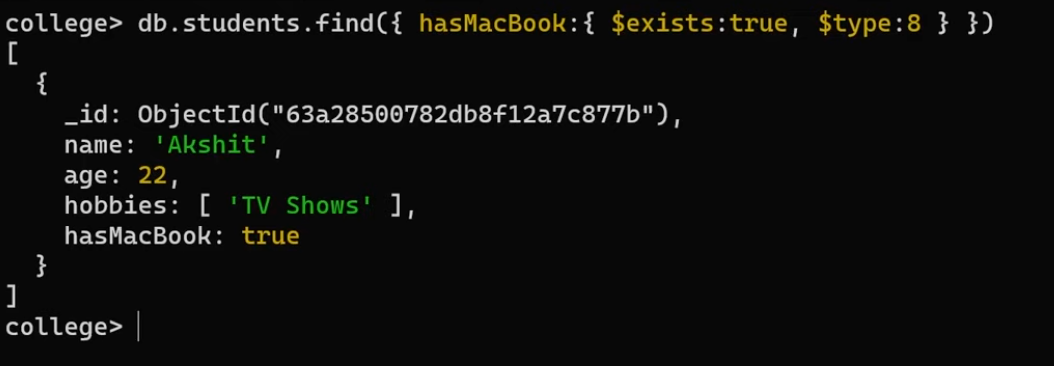 college> db.students.find({ hasMacBook:{ $exists:true, $type:8 } })
[
  {
    _id: ObjectId("63a28500782db8f12a7c877b"),
    name: 'Akshit',
    age: 22,
    hobbies: [ 'TV Shows' ],
    hasMacBook: true
  }
]
college>